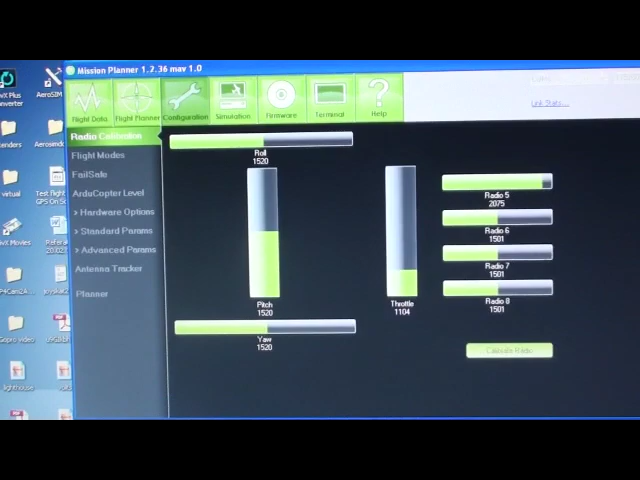 Mission Planner 1.2.36 mav 1.0
Flight Data
Flight Planner
Configuration
Simulation
Firmware
Terminal
Help
Link Stats...
Radio Calibration
Flight Modes
FailSafe
ArduCopter Level
> Hardware Options
> Standard Params
> Advanced Params
Antenna Tracker
Planner
Roll
1520
Pitch
1520
Throttle
1104
Yaw
1520
Radio 5
2075
Radio 6
1501
Radio 7
1501
Radio 8
1501
Calibrate Radio
AeroSIM
virtual
Test Flight
GPS On
Gopro video
lighthouse